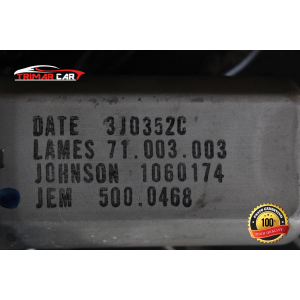 TRIMAR CAR
DATE 3J0352C
LAMES 71.003.003
JOHNSON 1060174
JEM 500.0468
100